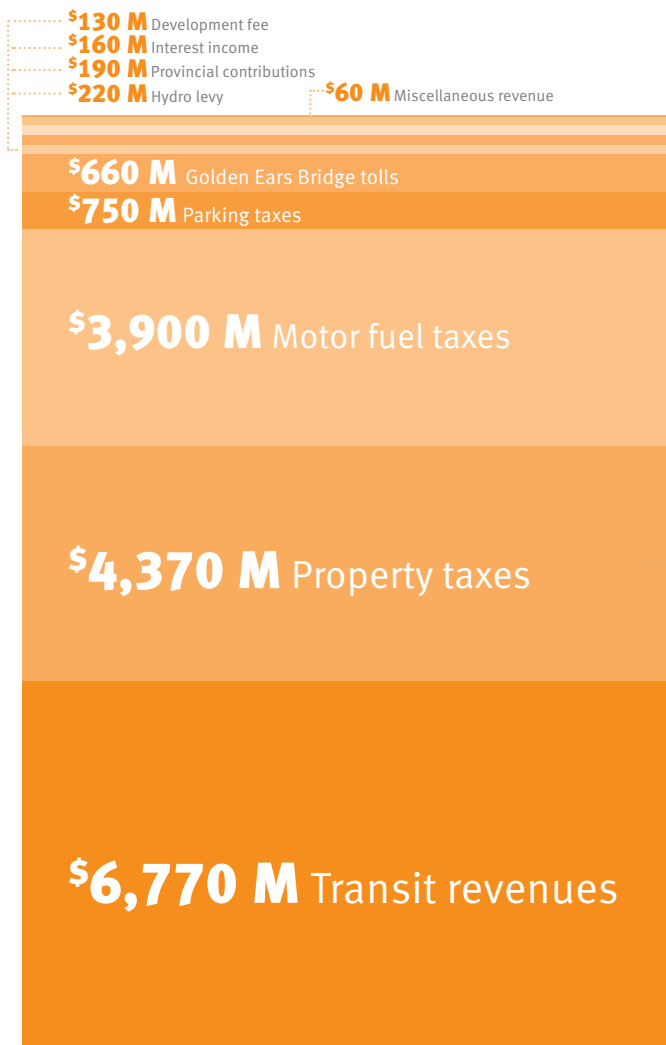 $130 M Development fee
$160 M Interest income
$190 M Provincial contributions
$220 M Hydro levy
$60 M Miscellaneous revenue
$660 M Golden Ears Bridge tolls
$750 M Parking taxes
$3,900 M Motor fuel taxes
$4,370 M Property taxes
$6,770 M Transit revenues